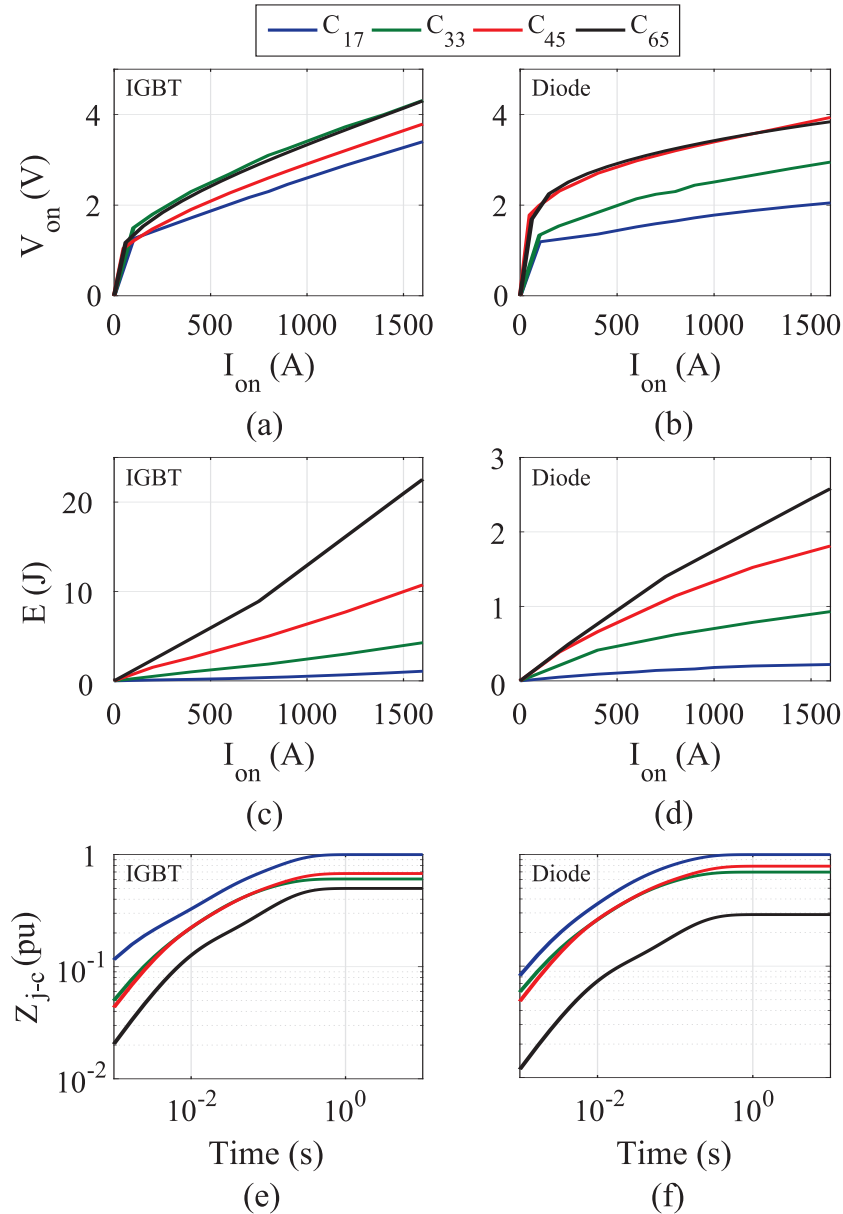 C17 C33 C45 C65
IGBT
Von (V)
4
2
0
0 500 1000 1500
Ion (A)
(a)
Diode
4
2
0
0 500 1000 1500
Ion (A)
(b)
IGBT
E (J)
20
10
0
0 500 1000 1500
Ion (A)
(c)
Diode
3
2
1
0
0 500 1000 1500
Ion (A)
(d)
IGBT
Zj-c(pu)
1
10-1
10-2
10-2 100
Time (s)
(e)
Diode
10-2 100
Time (s)
(f)